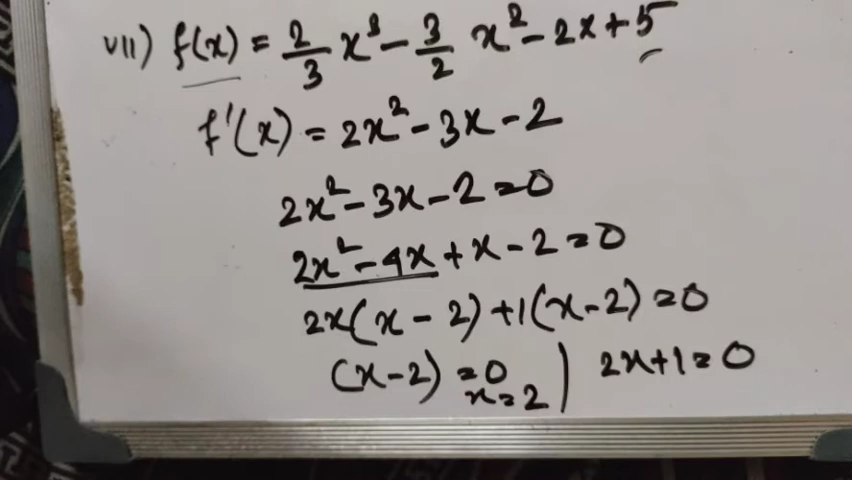 vii) f(x) = 2/3 x³ - 3/2 x² - 2x + 5
f'(x) = 2x² - 3x - 2
2x² - 3x - 2 = 0
2x² - 4x + x - 2 = 0
2x(x - 2) + 1(x - 2) = 0
(x - 2) = 0 | 2x + 1 = 0
x = 2